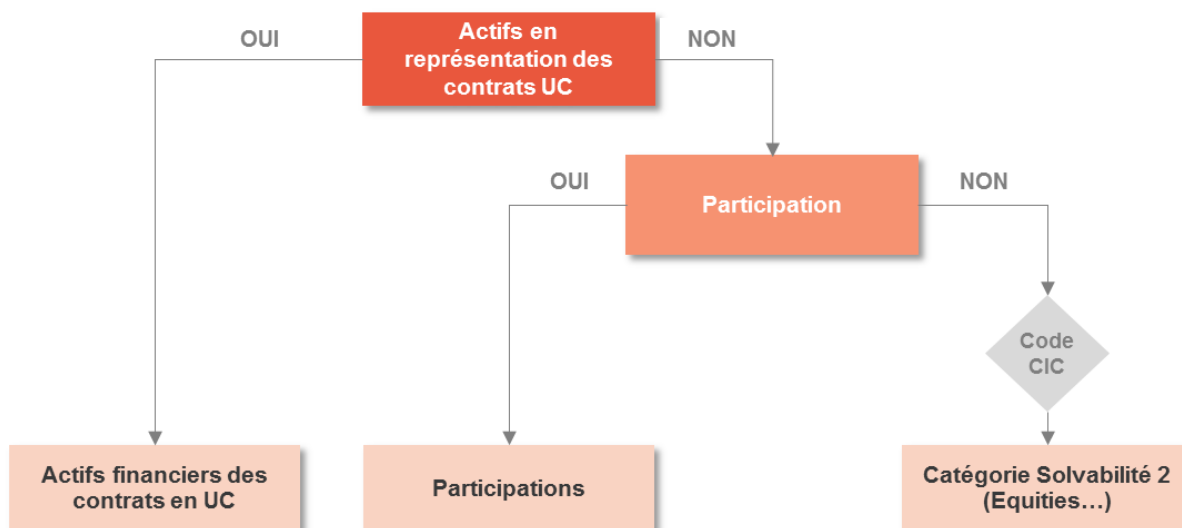 OUI
Actifs en
représentation des
contrats UC
NON
OUI
Participation
NON
Code
CIC
Actifs financiers des
contrats en UC
Participations
Catégorie Solvabilité 2
(Equities…)